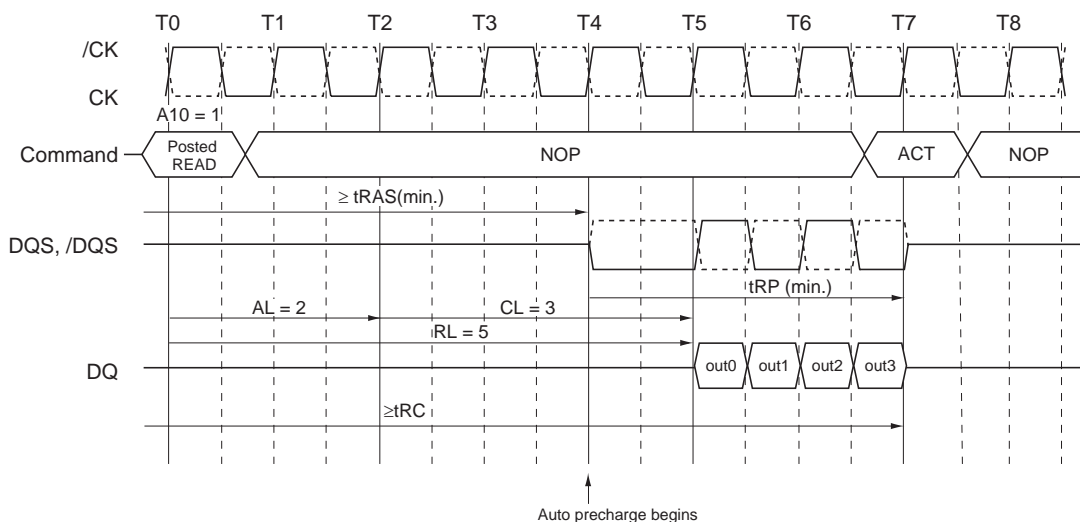 T0 T1 T2 T3 T4 T5 T6 T7 T8
/CK
CK
A10 = 1
Command
Posted
READ
NOP
ACT
NOP
≥ tRAS(min.)
DQS, /DQS
tRP (min.)
AL = 2
CL = 3
RL = 5
DQ
out0
out1
out2
out3
≥tRC
Auto precharge begins